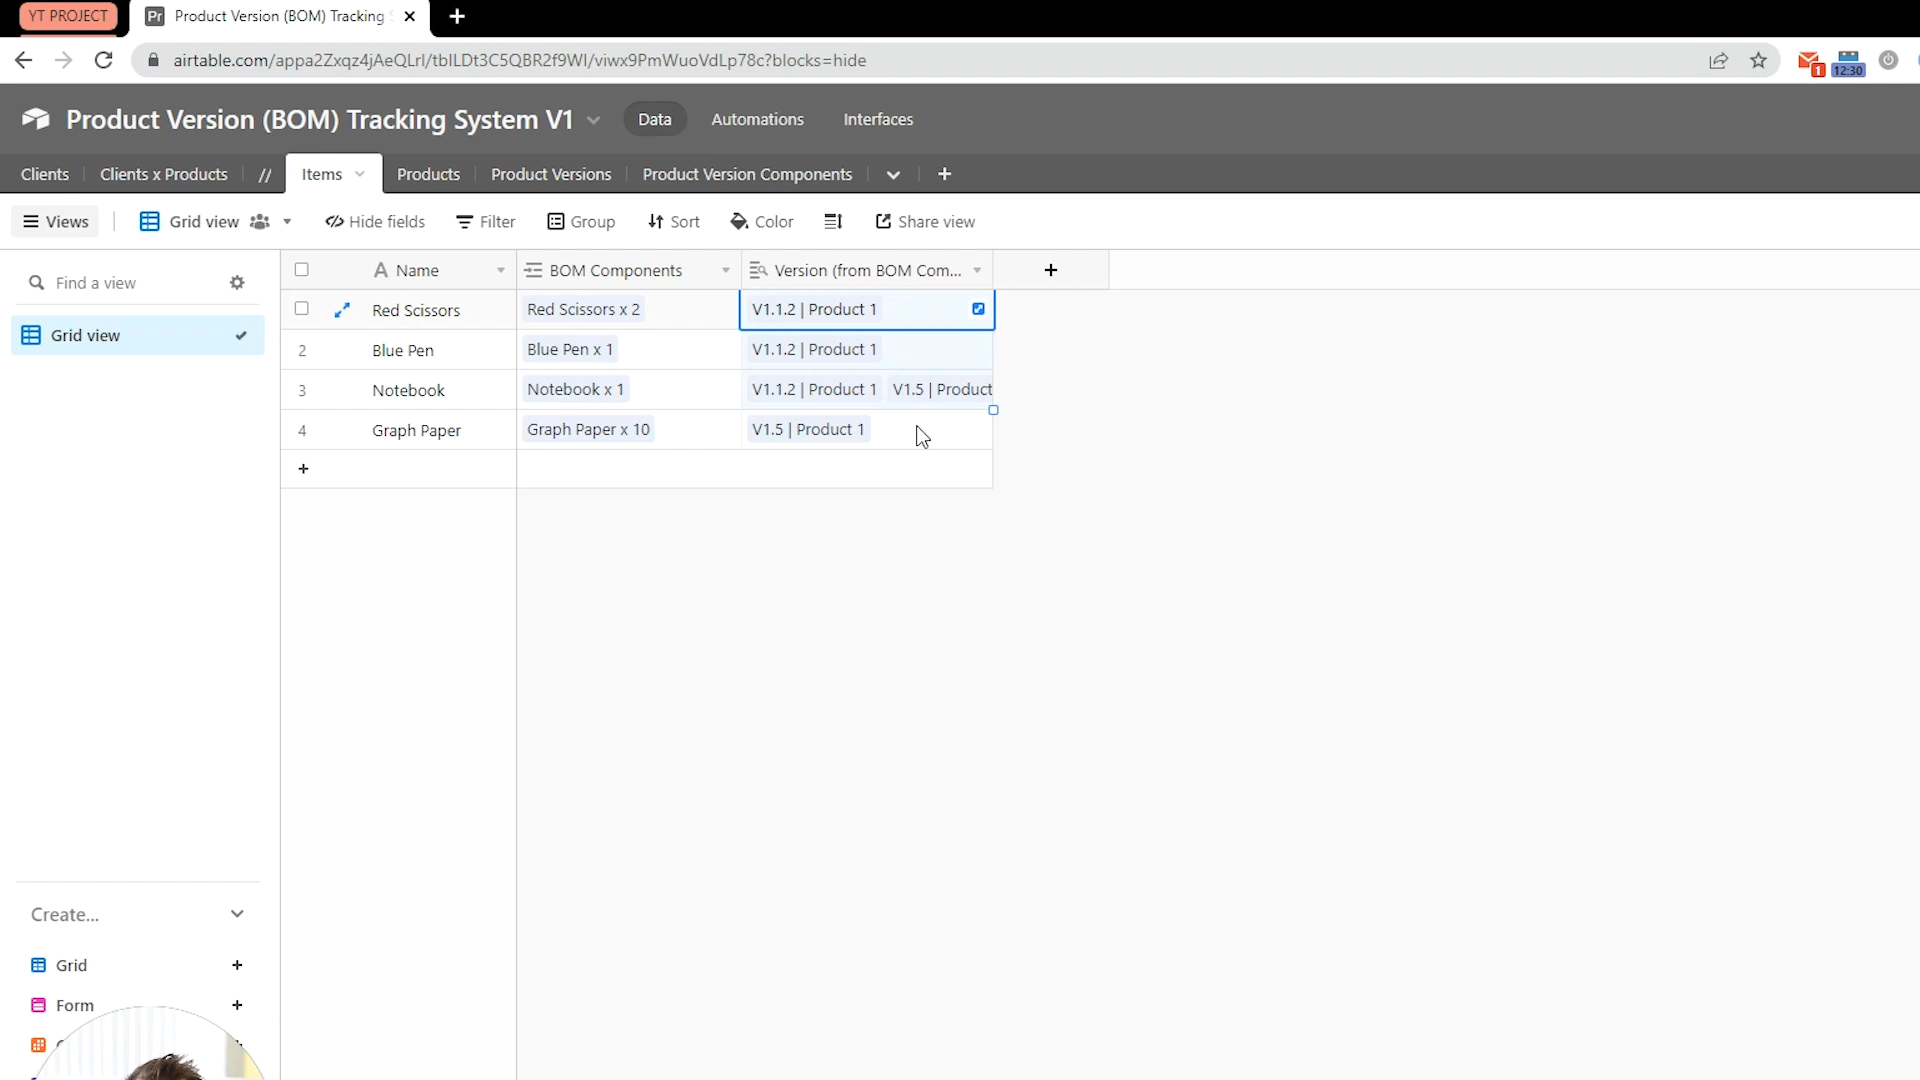 YT PROJECT
Product Version (BOM) Tracking
airtable.com/appa2Zxqz4jAeQLrI/tblLDt3C5QBR2f9WI/viwx9PmWuoVdLp78c?blocks=hide
1
12:30
Product Version (BOM) Tracking System V1
Data
Automations
Interfaces
Clients
Clients x Products
//
Items
Products
Product Versions
Product Version Components
Views
Grid view
Hide fields
Filter
Group
Sort
Color
Share view
Find a view
Grid view
Name
BOM Components
Version (from BOM Com...
Red Scissors
Red Scissors x 2
V1.1.2 | Product 1
2
Blue Pen
Blue Pen x 1
V1.1.2 | Product 1
3
Notebook
Notebook x 1
V1.1.2 | Product 1
V1.5 | Product
4
Graph Paper
Graph Paper x 10
V1.5 | Product 1
Create...
Grid
Form